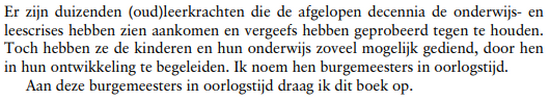 Er zijn duizenden (oud)leerkrachten die de afgelopen decennia de onderwijs- en
leescrises hebben zien aankomen en vergeefs hebben geprobeerd tegen te houden.
Toch hebben ze de kinderen en hun onderwijs zoveel mogelijk gediend, door hen
in hun ontwikkeling te begeleiden. Ik noem hen burgemeesters in oorlogstijd.
Aan deze burgemeesters in oorlogstijd draag ik dit boek op.